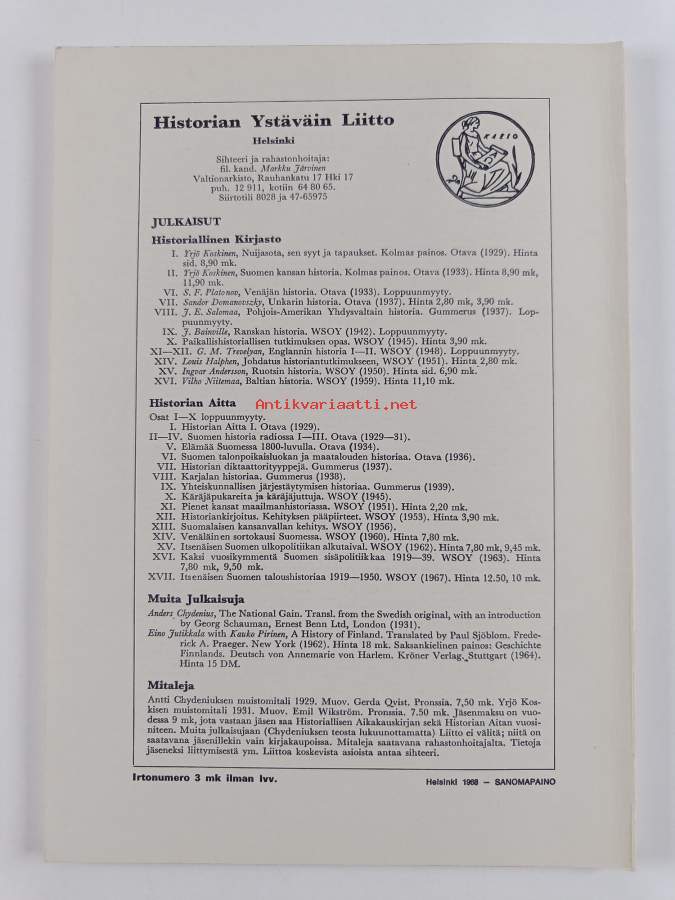 Historian Ystäväin Liitto
Helsinki
Sihteeri ja rahastonhoitaja:
fil. kand. Markku Järvinen
Valtionarkisto, Rauhankatu 17 Hki 17
puh. 12 911, kotiin 64 80 65.
Siirtotili 8028 ja 47-65975
JULKAISUT
Historiallinen Kirjasto
I. Yrjö Koskinen, Nuijasota, sen syyt ja tapaukset. Kolmas painos. Otava (1929). Hinta
sid. 8,90 mk.
II. Yrjö Koskinen, Suomen kansan historia. Kolmas painos. Otava (1933). Hinta 8,90 mk,
11,90 mk.
VI. S. F. Platonov, Venäjän historia. Otava (1933). Loppuunmyyty.
VII. Sandor Domanovszky, Unkarin historia. Otava (1937). Hinta 2,80 mk, 3,90 mk.
VIII. J. E. Salomaa, Pohjois-Amerikan Yhdysvaltain historia. Gummerus (1937). Lop-
puunmyyty.
IX. J. Bainville, Ranskan historia. WSOY (1942). Loppuunmyyty.
X. Paikallishistoriallisen tutkimuksen opas. WSOY (1945). Hinta 3,90 mk.
XI—XII. G. M. Trevelyan, Englannin historia I—II. WSOY (1948). Loppuunmyyty.
XIV. Louis Halphen, Johdatus historiantutkimukseen, WSOY (1951). Hinta 2,80 mk.
XV. Ingvar Andersson, Ruotsin historia. WSOY (1950). Hinta sid. 6,90 mk.
XVI. Vilho Niitemaa, Baltian historia. WSOY (1959). Hinta 11,10 mk.
Historian Aitta
Antikvariaatti.net
Osat I—X loppuunmyyty.
I. Historian Aitta I. Otava (1929).
II—IV. Suomen historia radiossa I—III. Otava (1929—31).
V. Elämää Suomessa 1800-luvulla. Otava (1934).
VI. Suomen talonpoikaisluokan ja maatalouden historiaa. Otava (1936).
VII. Historian diktaattorityyppejä. Gummerus (1937).
VIII. Karjalan historiaa. Gummerus (1938).
IX. Yhteiskunnallisen järjestäytymisen historiaa. Gummerus (1939).
X. Käräjäpukareita ja käräjäjuttuja. WSOY (1945).
XI. Pienet kansat maailmanhistoriassa. WSOY (1951). Hinta 2,20 mk.
XII. Historiankirjoitus. Kehityksen pääpiirteet. WSOY (1953). Hinta 3,90 mk.
XIII. Suomalaisen kansanvallan kehitys. WSOY (1956).
XIV. Venäläinen sortokausi Suomessa. WSOY (1960). Hinta 7,80 mk.
XV. Itsenäisen Suomen ulkopolitiikan alkutaival. WSOY (1962). Hinta 7,80 mk, 9,45 mk.
XVI. Kaksi vuosikymmentä Suomen sisäpolitiikkaa 1919—39. WSOY (1963). Hinta
7,80 mk, 9,50 mk.
XVII. Itsenäisen Suomen taloushistoriaa 1919—1950. WSOY (1967). Hinta 12.50, 10 mk.
Muita Julkaisuja
Anders Chydenius, The National Gain. Transl. from the Swedish original, with an introduction
by Georg Schauman, Ernest Benn Ltd, London (1931).
Eino Jutikkala with Kauko Pirinen, A History of Finland. Translated by Paul Sjöblom. Frede-
rick A. Praeger. New York (1962). Hinta 18 mk. Saksankielinen painos: Geschichte
Finnlands. Deutsch von Annemarie von Harlem. Kröner Verlag. Stuttgart (1964).
Hinta 15 DM.
Mitaleja
Antti Chydeniuksen muistomitali 1929. Muov. Gerda Qvist. Pronssia. 7,50 mk. Yrjö Kos-
kisen muistomitali 1931. Muov. Emil Wikström. Pronssia. 7.50 mk. Jäsenmaksu on vuo-
dessa 9 mk, jota vastaan jäsen saa Historiallisen Aikakauskirjan sekä Historian Aitan vuosi-
niteen. Muita julkaisujaan (Chydeniuksen teosta lukuunottamatta) Liitto ei välitä; niitä on
saatavana jäsenillekin vain kirjakaupoissa. Mitaleja saatavana rahastonhoitajalta. Tietoja
jäseneksi liittymisestä ym. Liittoa koskevista asioista antaa sihteeri.
Irtonumero 3 mk ilman lvv.
Helsinki 1968 — SANOMAPAINO